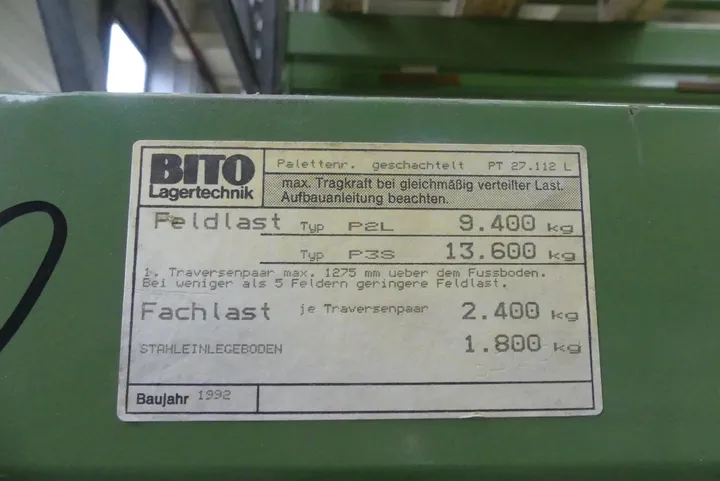 BITO
Lagertechnik
Palettenr. geschachtelt PT 27.112 L
max. Tragkraft bei gleichmäßig verteilter Last.
Aufbauanleitung beachten.
Feldlast Typ P2L 9.400 kg
Typ P3S 13.600 kg
1. Traversenpaar max. 1275 mm ueber dem Fussboden.
Bei weniger als 5 Feldern geringere Feldlast.
Fachlast je Traversenpaar 2.400 kg
STAHLEINLEGEBODEN 1.800 kg
Baujahr 1992